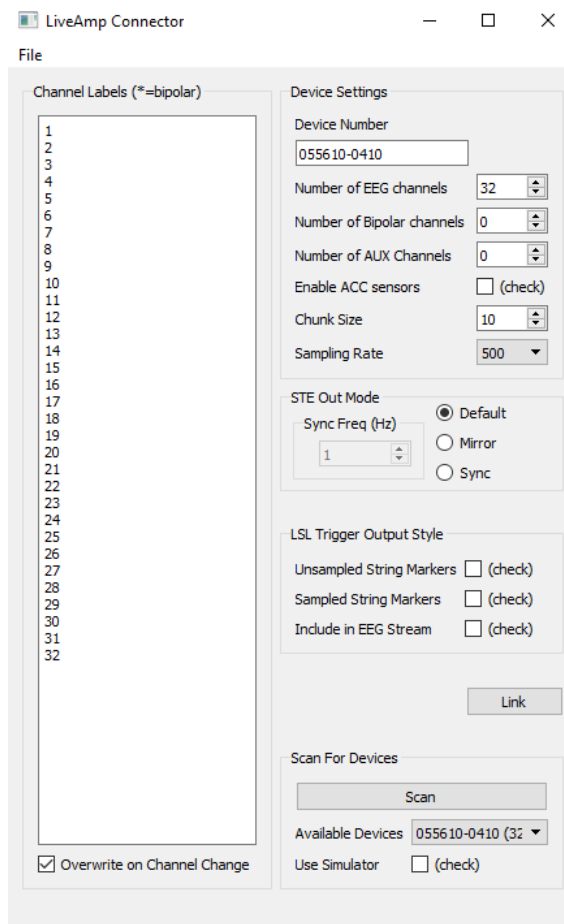 LiveAmp Connector
File
Channel Labels (*=bipolar)
1
2
3
4
5
6
7
8
9
10
11
12
13
14
15
16
17
18
19
20
21
22
23
24
25
26
27
28
29
30
31
32
Overwrite on Channel Change
Device Settings
Device Number
055610-0410
Number of EEG channels 32
Number of Bipolar channels 0
Number of AUX Channels 0
Enable ACC sensors (check)
Chunk Size 10
Sampling Rate 500
STE Out Mode
Sync Freq (Hz)
1
Default
Mirror
Sync
LSL Trigger Output Style
Unsampled String Markers (check)
Sampled String Markers (check)
Include in EEG Stream (check)
Link
Scan For Devices
Scan
Available Devices 055610-0410 (32
Use Simulator (check)